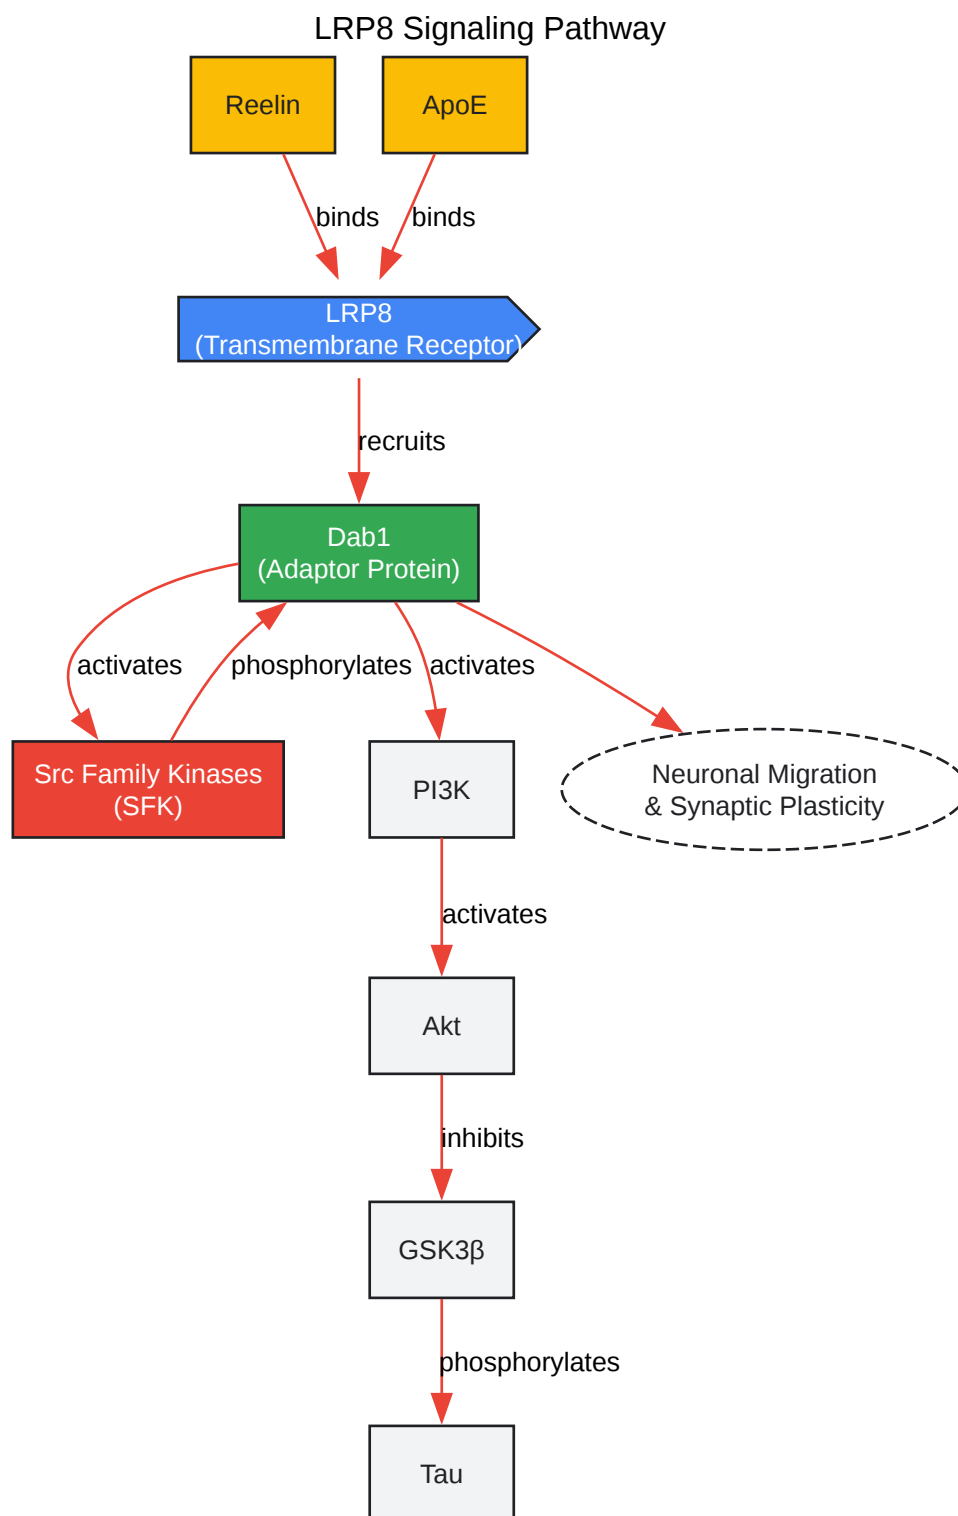 LRP8 Signaling Pathway
Reelin
ApoE
binds
binds
LRP8
(Transmembrane Receptor)
recruits
Dab1
(Adaptor Protein)
activates
phosphorylates
activates
Src Family Kinases
(SFK)
PI3K
Neuronal Migration
& Synaptic Plasticity
activates
Akt
inhibits
GSK3β
phosphorylates
Tau